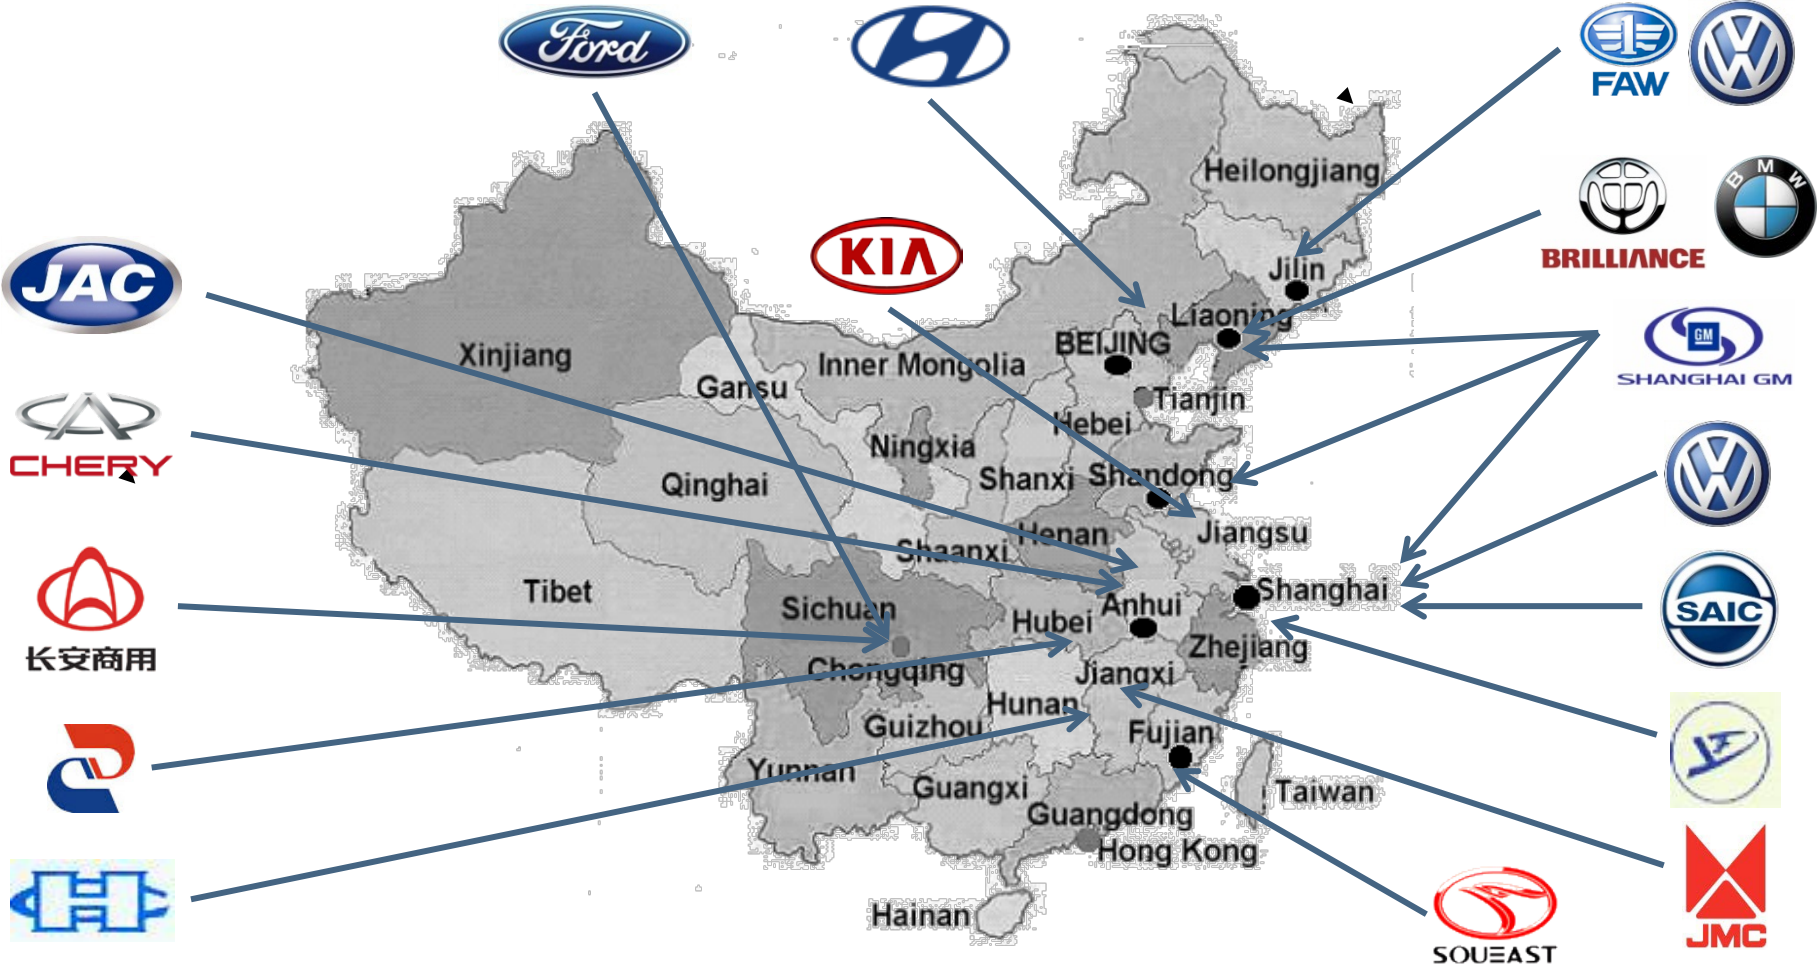 Ford
FAW
BMW
Heilongjiang
KIA
BRILLIANCE
JAC
Jilin
Liaoning
GM
BEIJING
Xinjiang
Inner Mongolia
SHANGHAI GM
Gansu
Tianjin
Hebei
Ningxia
CHERY
Qinghai
Shanxi
Shandong
Henan
Jiangsu
Shaanxi
Tibet
Shanghai
Sichuan
Anhui
SAIC
Hubei
Zhejiang
长安商用
Chongqing
Jiangxi
Hunan
Guizhou
Fujian
Yunnan
Guangxi
Taiwan
Guangdong
Hong Kong
Hainan
SOUEAST
JMC